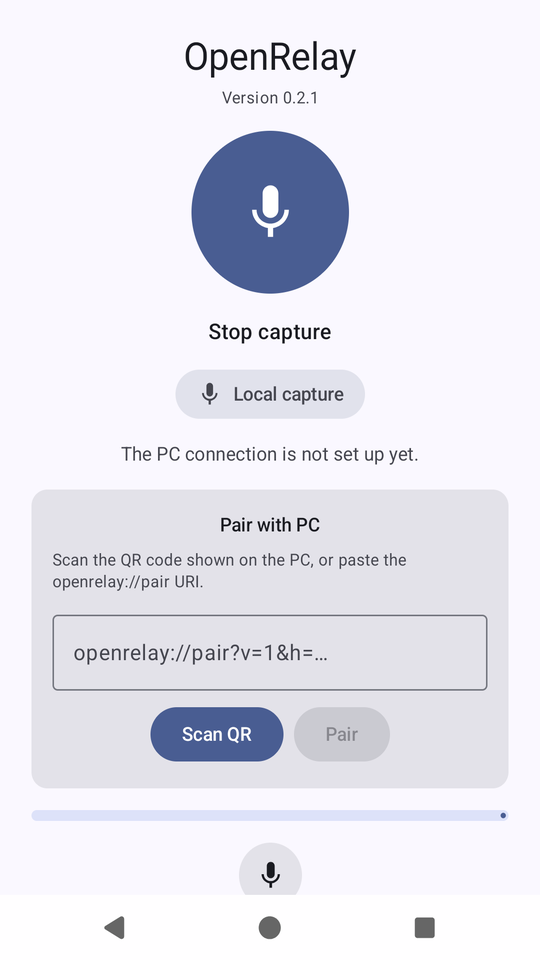 OpenRelay
Version 0.2.1
Stop capture
Local capture
The PC connection is not set up yet.
Pair with PC
Scan the QR code shown on the PC, or paste the
openrelay://pair URI.
openrelay://pair?v=1&h=…
Scan QR
Pair